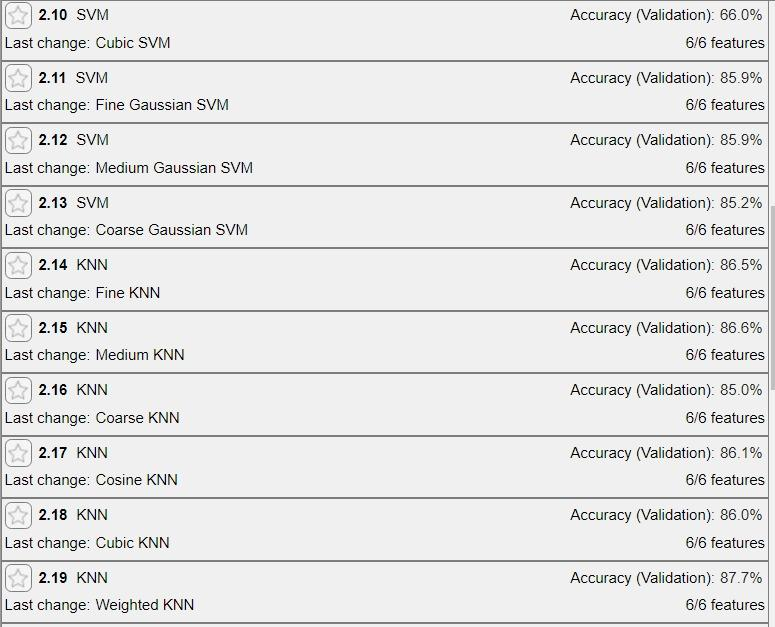 2.10 SVM Accuracy (Validation): 66.0%
Last change: Cubic SVM 6/6 features
2.11 SVM Accuracy (Validation): 85.9%
Last change: Fine Gaussian SVM 6/6 features
2.12 SVM Accuracy (Validation): 85.9%
Last change: Medium Gaussian SVM 6/6 features
2.13 SVM Accuracy (Validation): 85.2%
Last change: Coarse Gaussian SVM 6/6 features
2.14 KNN Accuracy (Validation): 86.5%
Last change: Fine KNN 6/6 features
2.15 KNN Accuracy (Validation): 86.6%
Last change: Medium KNN 6/6 features
2.16 KNN Accuracy (Validation): 85.0%
Last change: Coarse KNN 6/6 features
2.17 KNN Accuracy (Validation): 86.1%
Last change: Cosine KNN 6/6 features
2.18 KNN Accuracy (Validation): 86.0%
Last change: Cubic KNN 6/6 features
2.19 KNN Accuracy (Validation): 87.7%
Last change: Weighted KNN 6/6 features